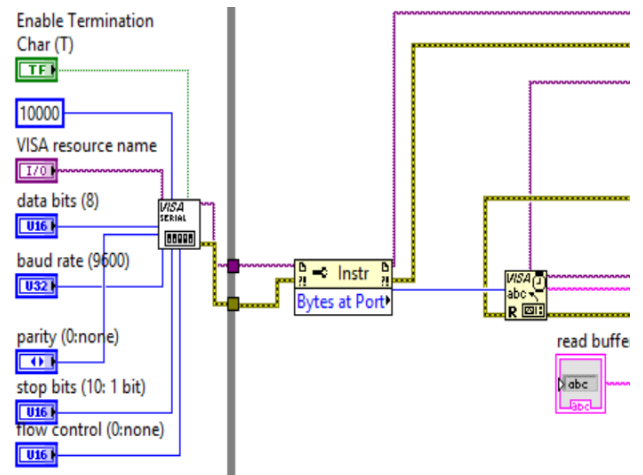 Enable Termination
Char (T)
TF
10000
VISA resource name
I/O
data bits (8)
U16
baud rate (9600)
U32
parity (0:none)
stop bits (10: 1 bit)
U16
flow control (0:none)
U16
VISA
SERIAL
Instr
Bytes at Port
VISA
abc
R
read buffe
abc
abc